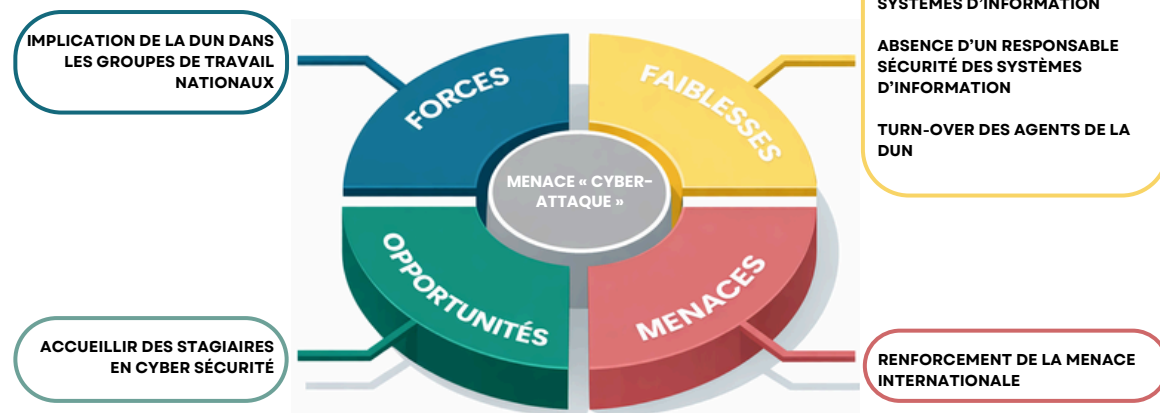 IMPLICATION DE LA DUN DANS
LES GROUPES DE TRAVAIL
NATIONAUX
FORCES
FAIBLESSES
SYSTÈMES D'INFORMATION
ABSENCE D'UN RESPONSABLE
SÉCURITÉ DES SYSTÈMES
D'INFORMATION
TURN-OVER DES AGENTS DE LA
DUN
MENACE « CYBER-
ATTAQUE »
OPPORTUNITÉS
MENACES
ACCUEILLIR DES STAGIAIRES
EN CYBER SÉCURITÉ
RENFORCEMENT DE LA MENACE
INTERNATIONALE